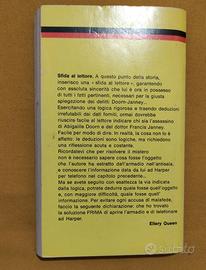 Sfida al lettore. A questo punto della storia,
inserisco una « sfida al lettore », garantendo
con assoluta sincerità che lui è ora in possesso
di tutti i fatti pertinenti, necessari per la giusta
spiegazione dei delitti Doorn-Janney...
Esercitando una logica rigorosa e traendo deduzioni
irrefutabili dai dati forniti, ormai dovrebbe
riuscire facile al lettore indicare chi sia l'assassino
di Abigaille Doorn e del dottor Francis Janney.
Facile per modo di dire. In realtà, la cosa non lo è
affatto: le deduzioni sono logiche, ma richiedono
una riflessione acuta e costante.
Ricordatevi che per risolvere il mistero
non è necessario sapere cosa fosse l'oggetto
che l'autore ha estratto dall'armadio nell'anticamera,
o conoscere l'informazione data da lui ad Harper
per telefono nel capitolo precedente...
Ma se avete seguito con esattezza la via indicata
dalla logica, potete dedurre quale fosse quell'oggetto
e, con maggiore difficoltà, quale fosse quell'
informazione. Per evitare ogni accusa di malafede,
faccio la seguente dichiarazione che ho trovato
la soluzione PRIMA di aprire l'armadio e di telefonare
ad Harper.
Ellery Queen
subito